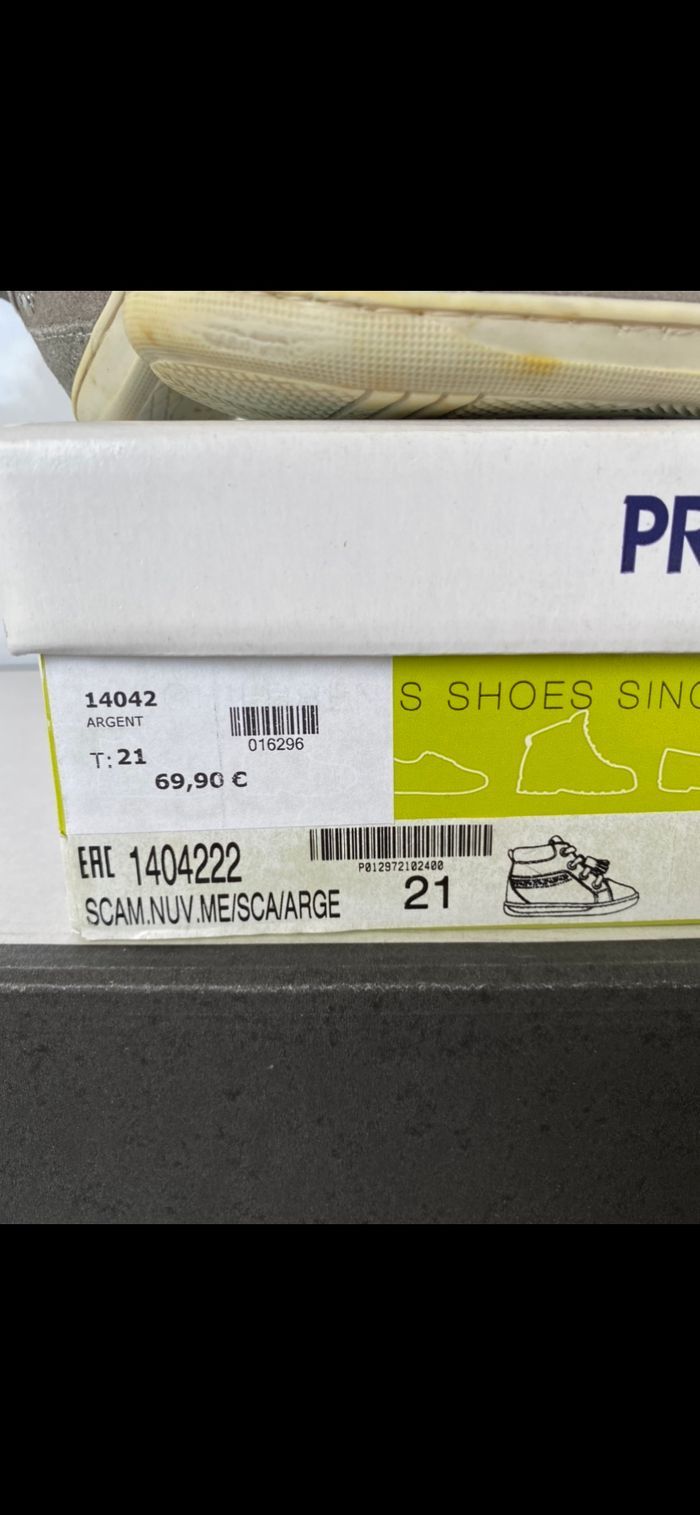 PR
14042
ARGENT
016296
T: 21
69,90 €
S SHOES SINC
EAC 1404222
P012972102400
SCAM.NUV.ME/SCA/ARGE
21